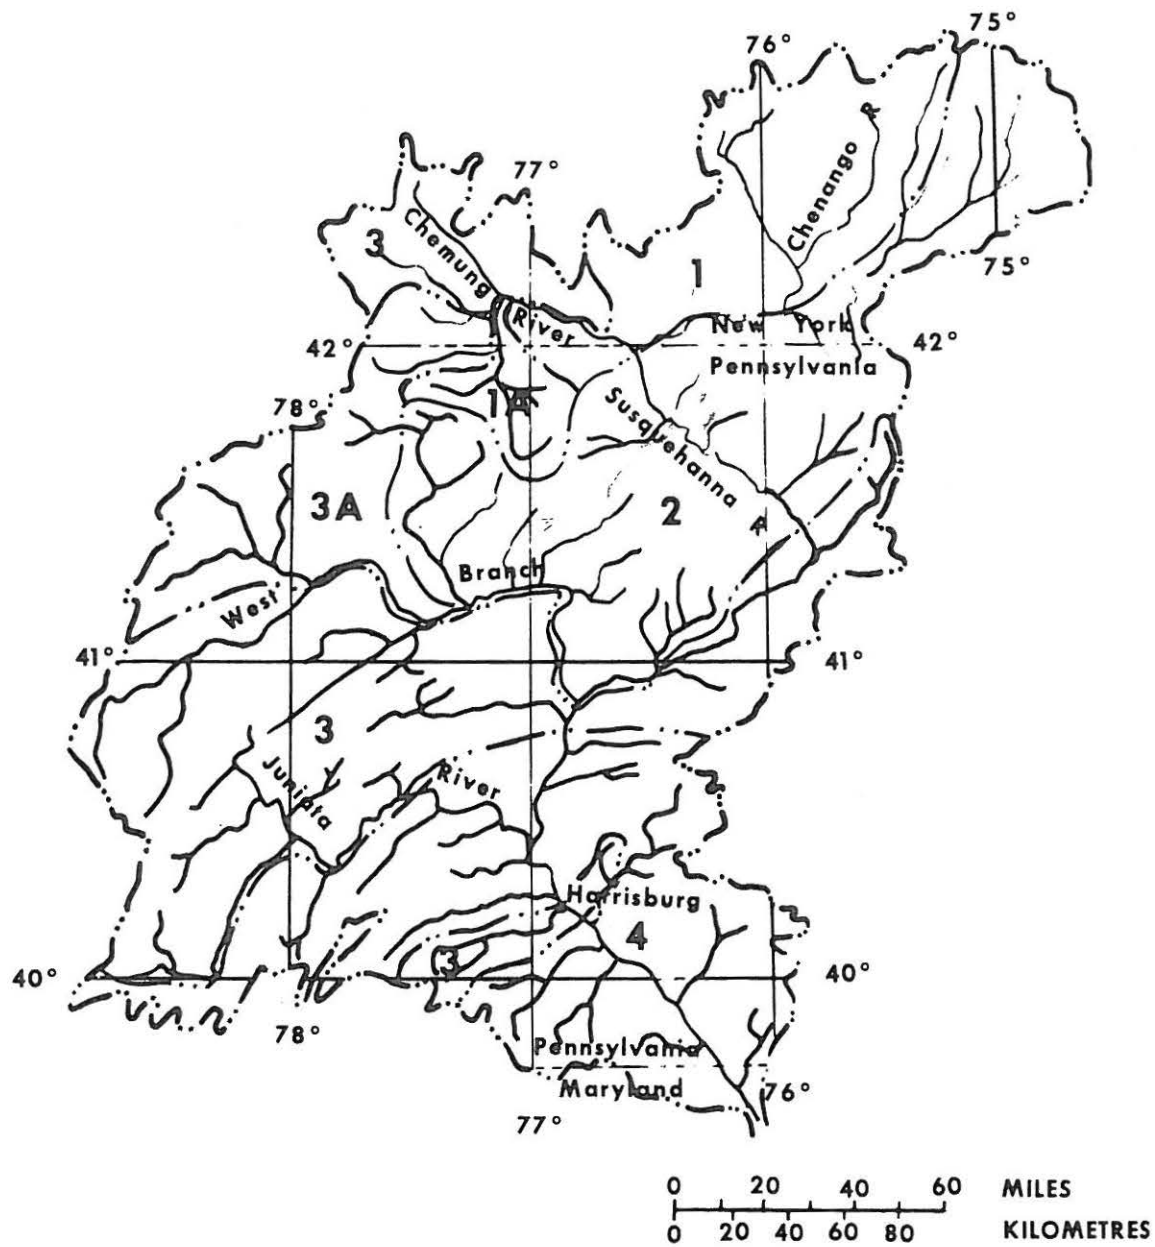 75°
76°
77°
Chenango R
3
Chemung
River
1
75°
New York
42°
42°
Pennsylvania
1A
78°
Susquehanna R
3A
2
Branch
West
41°
41°
3
Juniata
River
Harrisburg
4
3
40°
40°
78°
Pennsylvania
Maryland
76°
77°
0 20 40 60 MILES
0 20 40 60 80 KILOMETRES